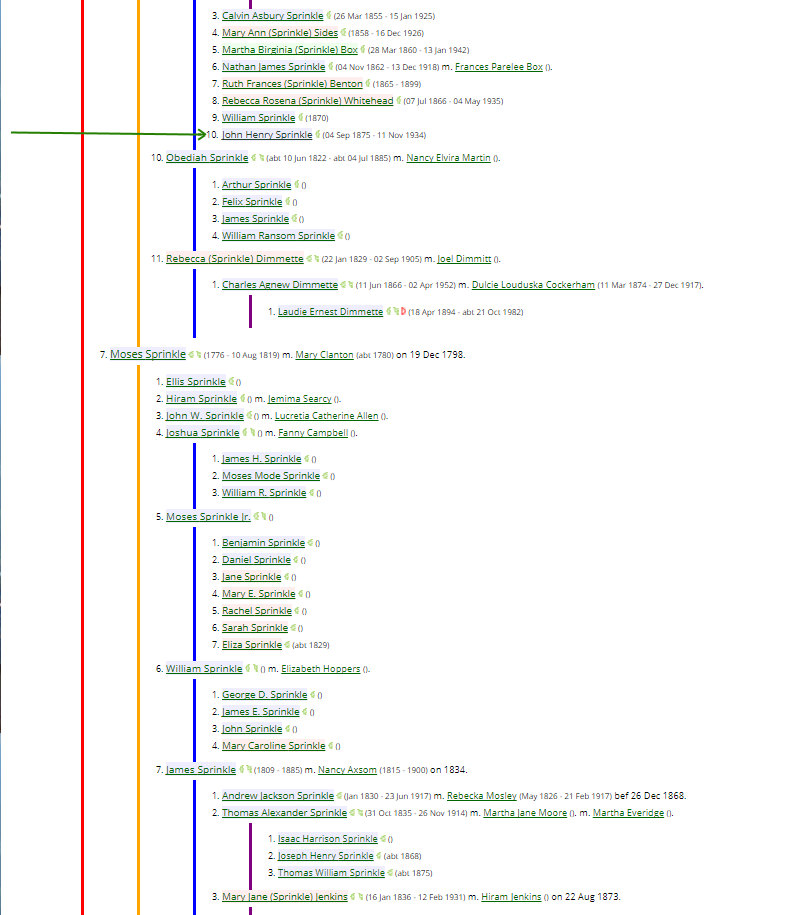 3. Calvin Asbury Sprinkle (26 Mar 1855 - 15 Jan 1925)
4. Mary Ann (Sprinkle) Sides (1858 - 16 Dec 1926)
5. Martha Birginia (Sprinkle) Box (28 Mar 1860 - 13 Jan 1942)
6. Nathan James Sprinkle (04 Nov 1862 - 13 Dec 1918) m. Frances Parelee Box ().
7. Ruth Frances (Sprinkle) Benton (1865 - 1899)
8. Rebecca Rosena (Sprinkle) Whitehead (07 Jul 1866 - 04 May 1935)
9. William Sprinkle (1870)
10. John Henry Sprinkle (04 Sep 1875 - 11 Nov 1934)
10. Obediah Sprinkle (abt 10 Jun 1822 - abt 04 Jul 1885) m. Nancy Elvira Martin ().
1. Arthur Sprinkle ()
2. Felix Sprinkle ()
3. James Sprinkle ()
4. William Ransom Sprinkle ()
11. Rebecca (Sprinkle) Dimmette (22 Jan 1829 - 02 Sep 1905) m. Joel Dimmitt ().
1. Charles Agnew Dimmette (11 Jun 1866 - 02 Apr 1952) m. Dulcie Louduska Cockerham (11 Mar 1874 - 27 Dec 1917).
1. Laudie Ernest Dimmette (18 Apr 1894 - abt 21 Oct 1982)
7. Moses Sprinkle (1776 - 10 Aug 1819) m. Mary Clanton (abt 1780) on 19 Dec 1798.
1. Ellis Sprinkle ()
2. Hiram Sprinkle () m. Jemima Searcy ().
3. John W. Sprinkle () m. Lucretia Catherine Allen ().
4. Joshua Sprinkle () m. Fanny Campbell ().
1. James H. Sprinkle ()
2. Moses Mode Sprinkle ()
3. William R. Sprinkle ()
5. Moses Sprinkle Jr. ()
1. Benjamin Sprinkle ()
2. Daniel Sprinkle ()
3. Jane Sprinkle ()
4. Mary E. Sprinkle ()
5. Rachel Sprinkle ()
6. Sarah Sprinkle ()
7. Eliza Sprinkle (abt 1829)
6. William Sprinkle () m. Elizabeth Hoppers ().
1. George D. Sprinkle ()
2. James E. Sprinkle ()
3. John Sprinkle ()
4. Mary Caroline Sprinkle ()
7. James Sprinkle (1809 - 1885) m. Nancy Axsom (1815 - 1900) on 1834.
1. Andrew Jackson Sprinkle (Jan 1830 - 23 Jun 1917) m. Rebecka Mosley (May 1826 - 21 Feb 1917) bef 26 Dec 1868.
2. Thomas Alexander Sprinkle (31 Oct 1835 - 26 Nov 1914) m. Martha Jane Moore (). m. Martha Everidge ().
1. Isaac Harrison Sprinkle ()
2. Joseph Henry Sprinkle (abt 1868)
3. Thomas William Sprinkle (abt 1875)
3. Mary Jane (Sprinkle) Jenkins (16 Jan 1836 - 12 Feb 1931) m. Hiram Jenkins () on 22 Aug 1873.